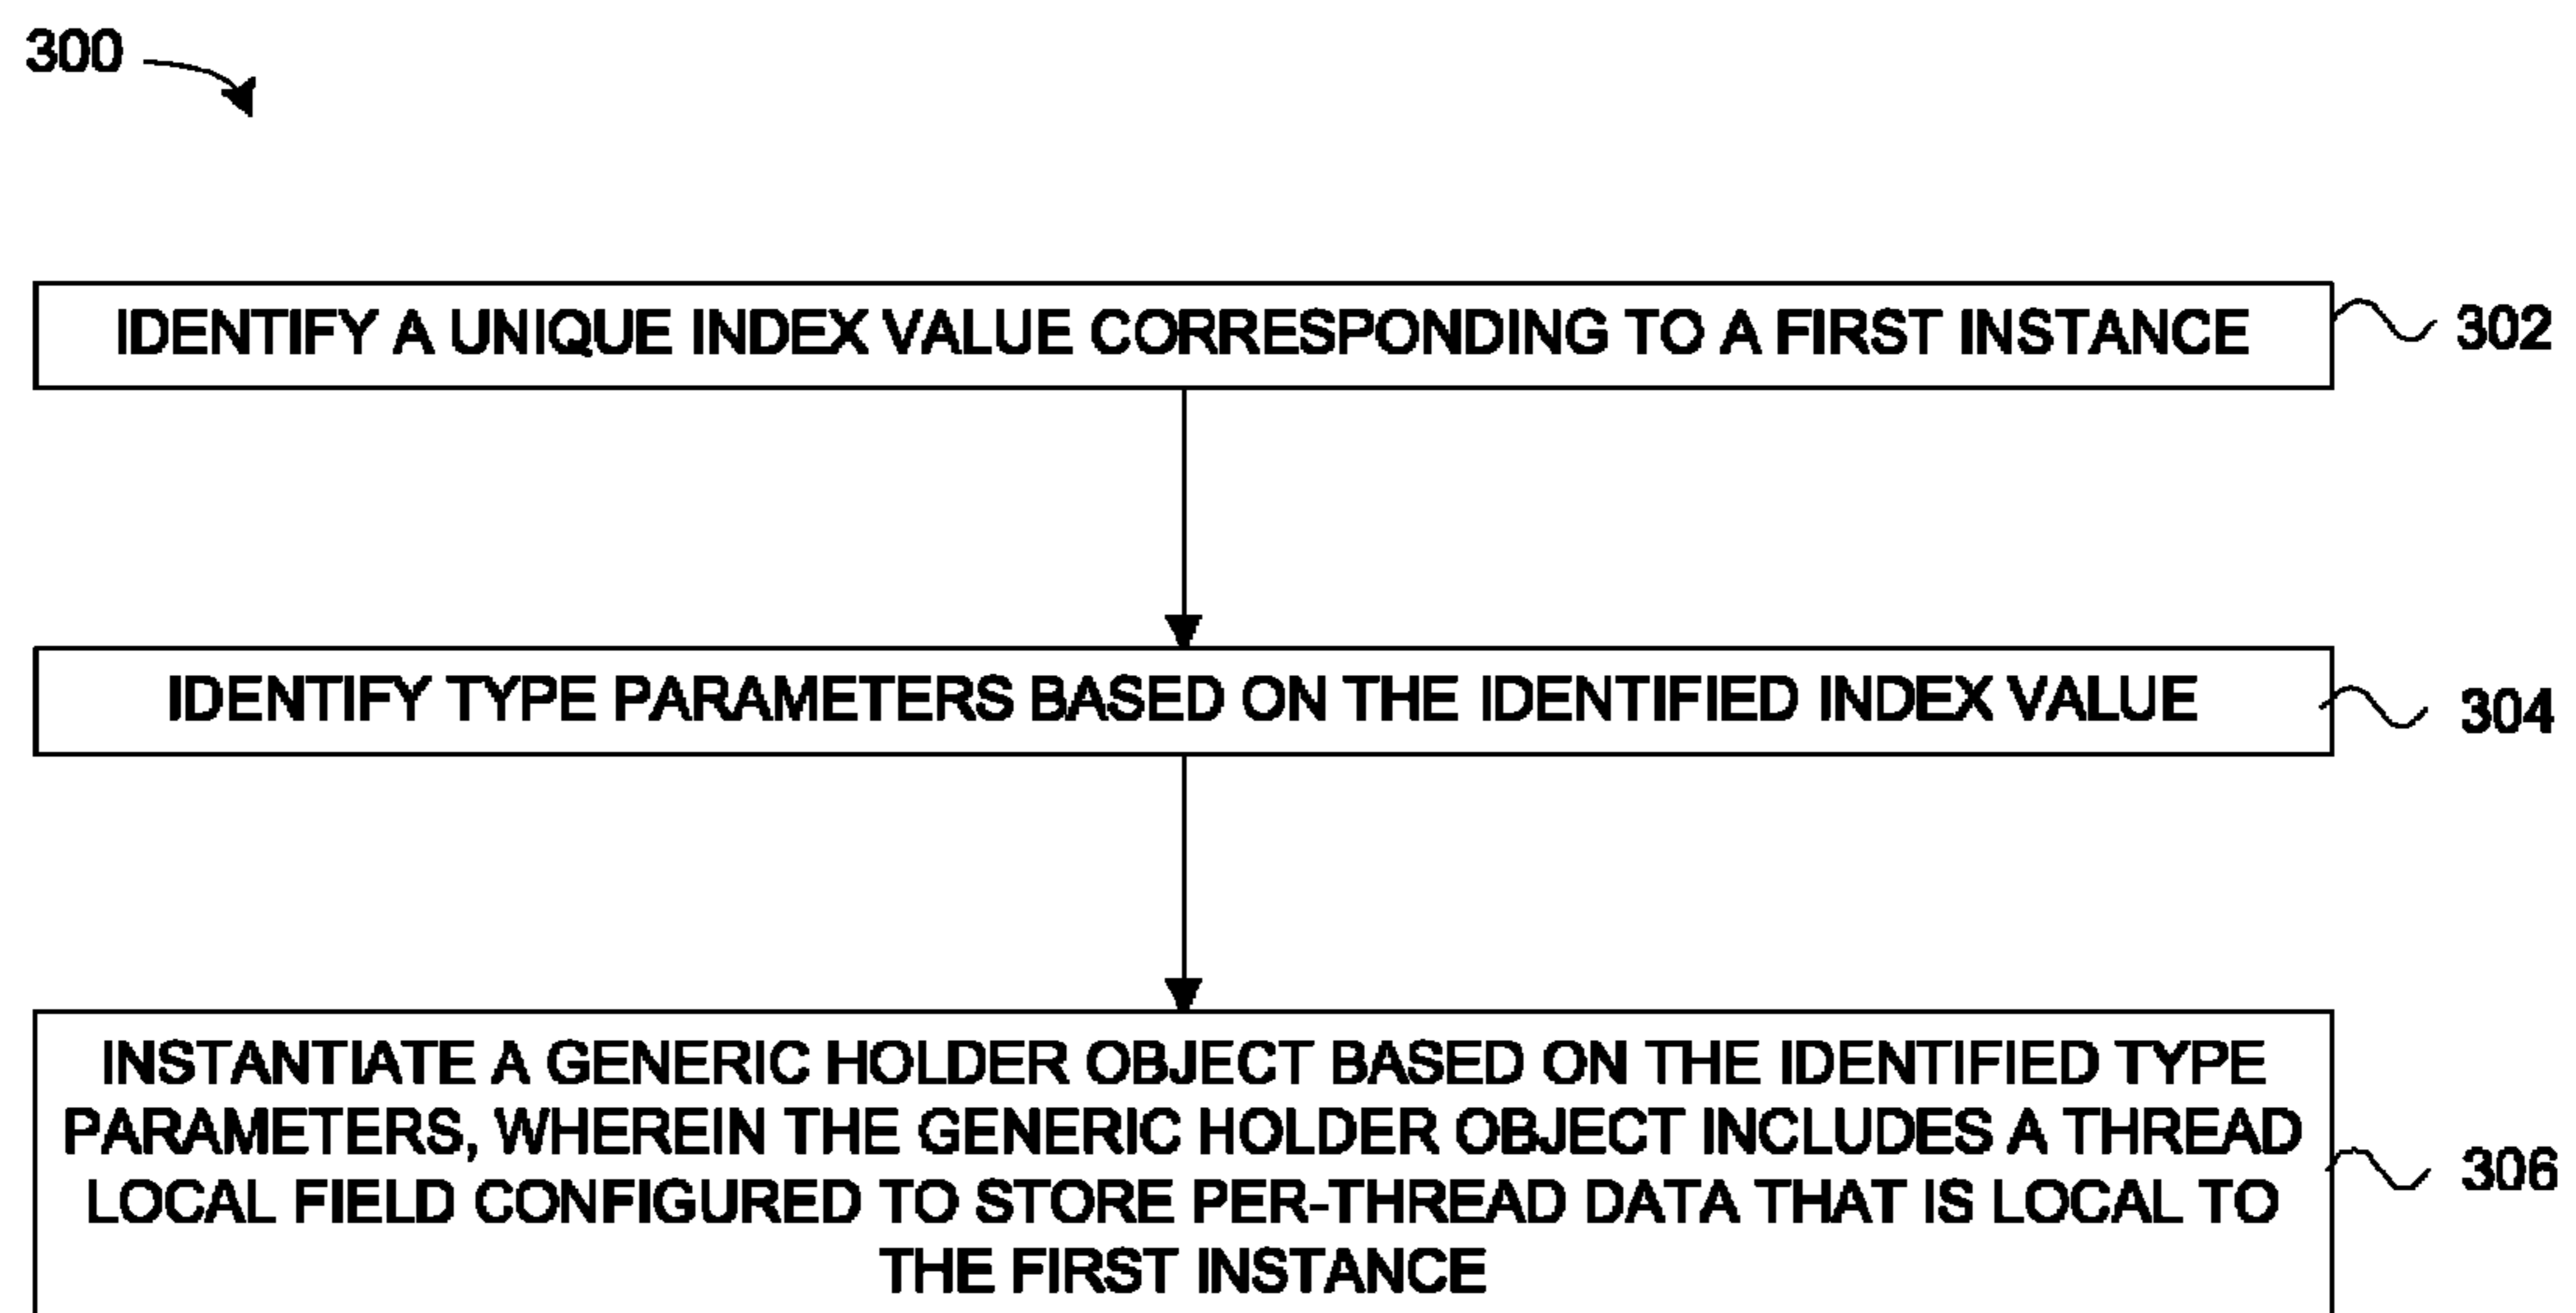 300
IDENTIFY A UNIQUE INDEX VALUE CORRESPONDING TO A FIRST INSTANCE
302
IDENTIFY TYPE PARAMETERS BASED ON THE IDENTIFIED INDEX VALUE
304
INSTANTIATE A GENERIC HOLDER OBJECT BASED ON THE IDENTIFIED TYPE
PARAMETERS, WHEREIN THE GENERIC HOLDER OBJECT INCLUDES A THREAD
LOCAL FIELD CONFIGURED TO STORE PER-THREAD DATA THAT IS LOCAL TO
THE FIRST INSTANCE
306